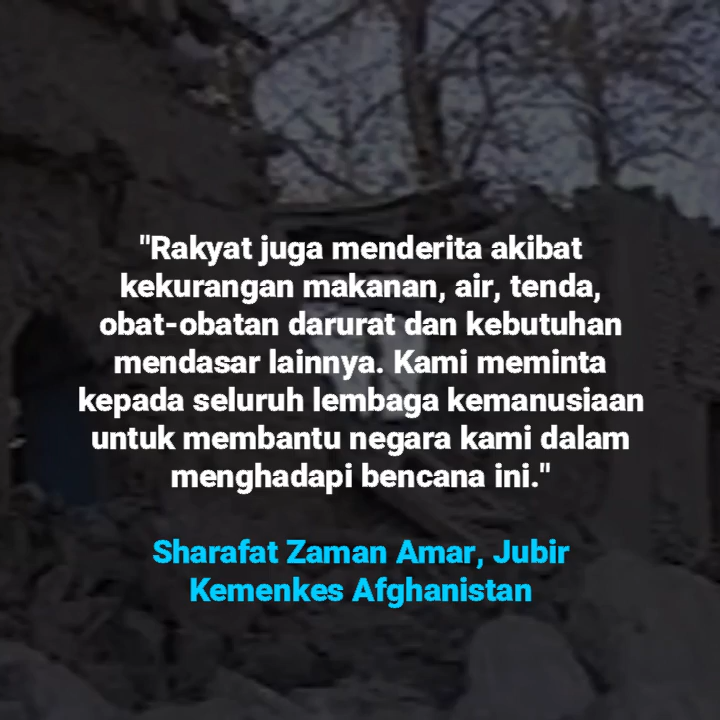 "Rakyat juga menderita akibat
kekurangan makanan, air, tenda,
obat-obatan darurat dan kebutuhan
mendasar lainnya. Kami meminta
kepada seluruh lembaga kemanusiaan
untuk membantu negara kami dalam
menghadapi bencana ini."
Sharafat Zaman Amar, Jubir
Kemenkes Afghanistan